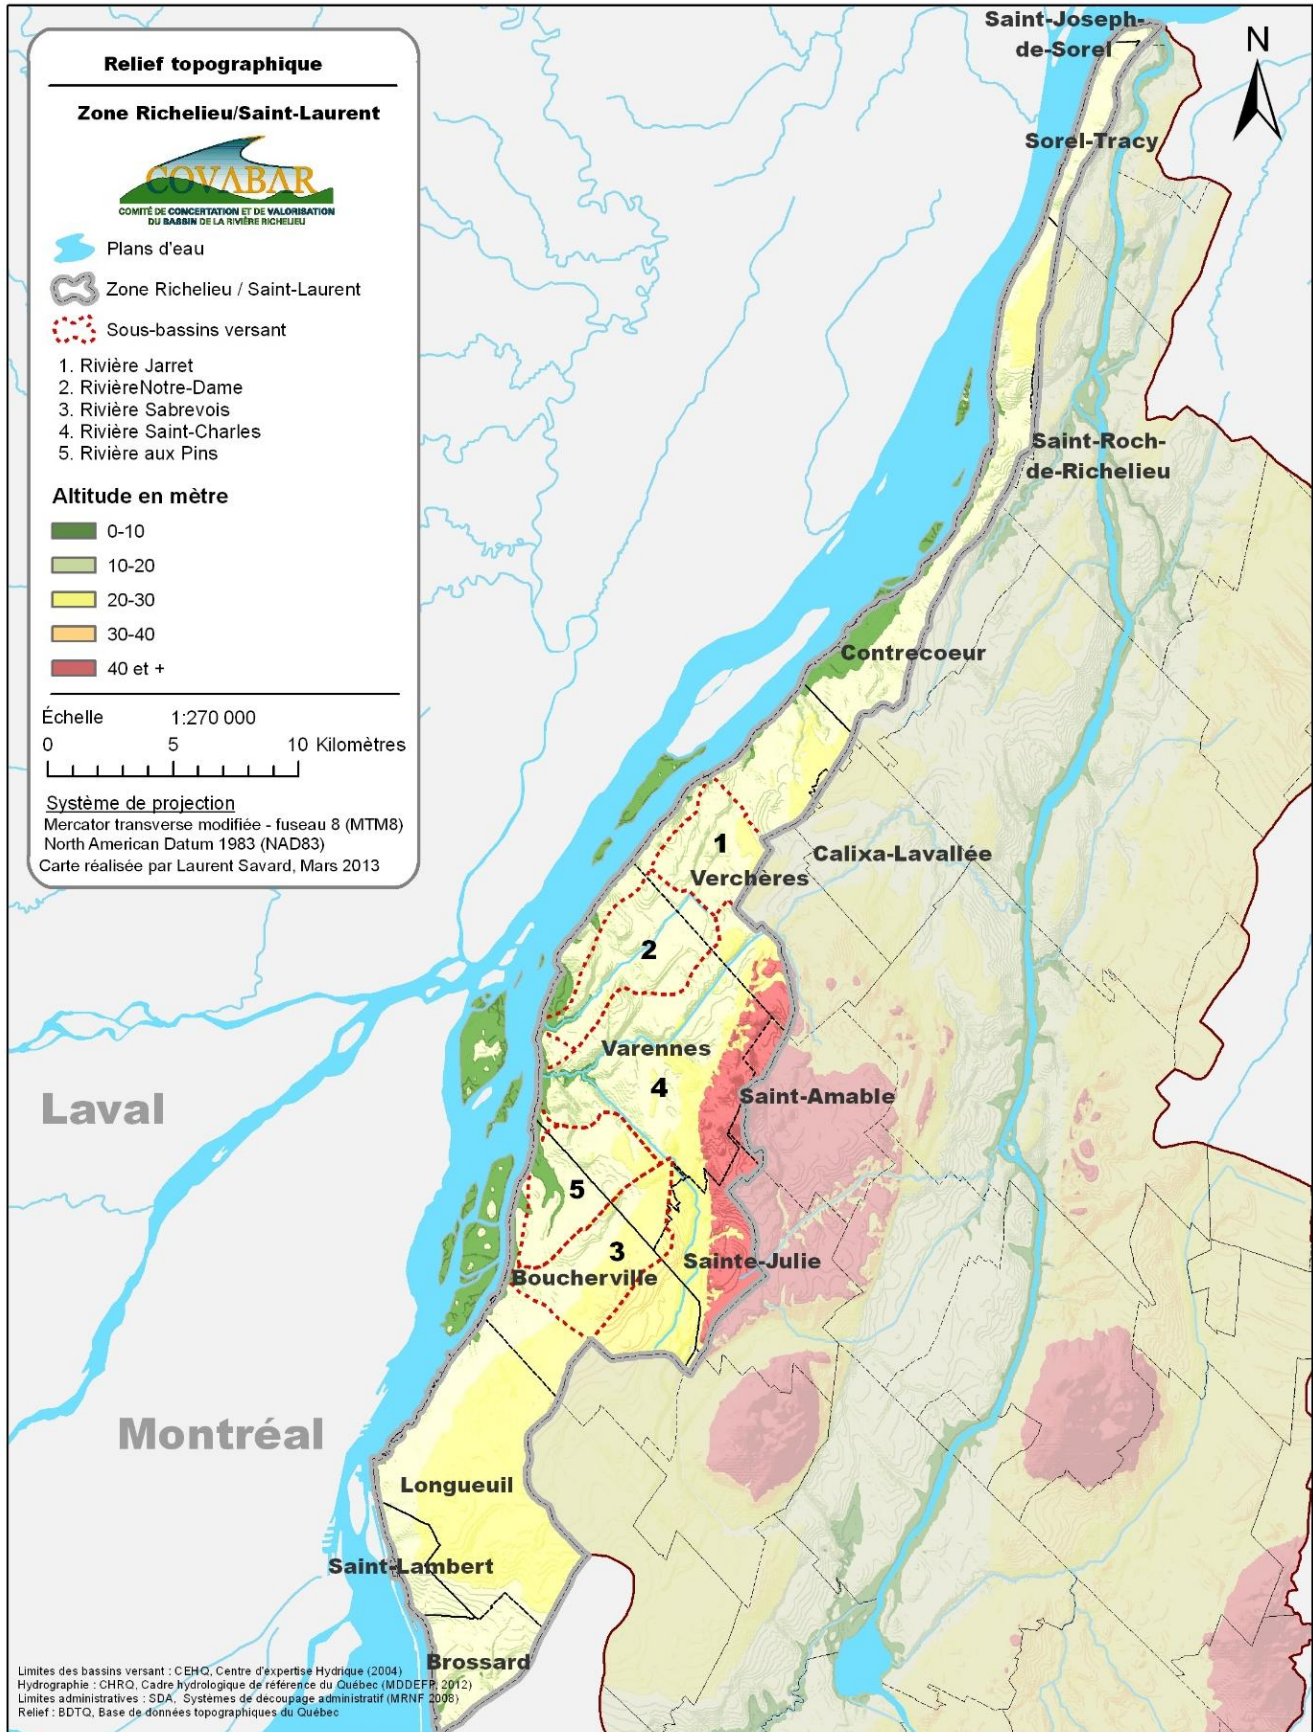 Relief topographique
Zone Richelieu/Saint-Laurent
COVABAR
COMITÉ DE CONCERTATION ET DE VALORISATION
DU BASSIN DE LA RIVIÈRE RICHELIEU
Plans d'eau
Zone Richelieu / Saint-Laurent
Sous-bassins versant
1. Rivière Jarret
2. RivièreNotre-Dame
3. Rivière Sabrevois
4. Rivière Saint-Charles
5. Rivière aux Pins
Altitude en mètre
0-10
10-20
20-30
30-40
40 et +
Échelle 1:270 000
0 5 10 Kilomètres
Système de projection
Mercator transverse modifiée - fuseau 8 (MTM8)
North American Datum 1983 (NAD83)
Carte réalisée par Laurent Savard, Mars 2013
N
Saint-Joseph-
de-Sorel
Sorel-Tracy
Saint-Roch-
de-Richelieu
Contrecoeur
1
Calixa-Lavallée
Verchères
2
Varennes
4
Saint-Amable
Laval
5
3
Sainte-Julie
Boucherville
Montréal
Longueuil
Saint-Lambert
Brossard
Limites des bassins versant : CEHQ, Centre d'expertise Hydrique (2004)
Hydrographie : CHRQ, Cadre hydrologique de référence du Québec (MDDEFP, 2012)
Limites administratives : SDA, Systèmes de découpage administratif (MRNF 2008)
Relief : BDTQ, Base de données topographiques du Québec